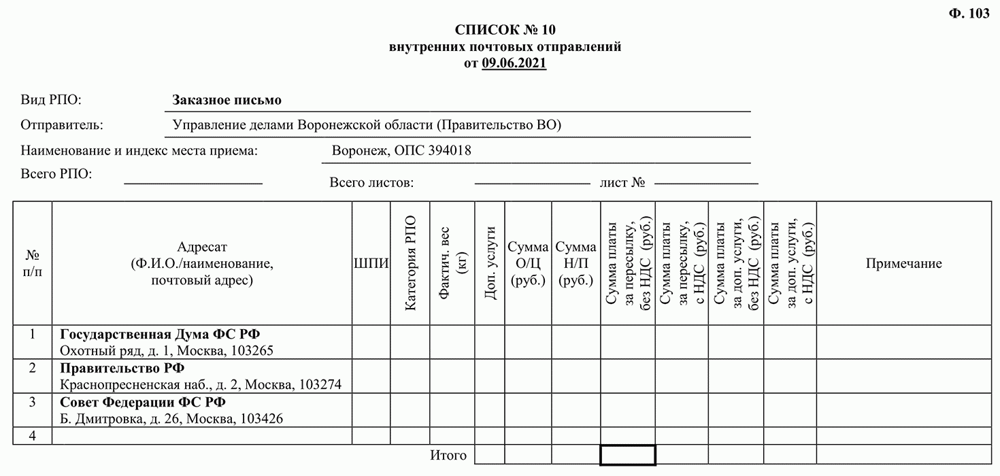 Ф. 103
СПИСОК № 10
внутренних почтовых отправлений
от 09.06.2021
Вид РПО: Заказное письмо
Отправитель: Управление делами Воронежской области (Правительство ВО)
Наименование и индекс места приема: Воронеж, ОПС 394018
Всего РПО: Всего листов: лист №
№
п/п
Адресат
(Ф.И.О./наименование,
почтовый адрес)
ШПИ
Категория РПО
Фактич. вес
(кг)
Доп. услуги
Сумма
О/Ц
(руб.)
Сумма
Н/П
(руб.)
Сумма платы
за пересылку,
без НДС (руб.)
Сумма платы
за пересылку,
с НДС (руб.)
Сумма платы
за доп. услуги,
без НДС (руб.)
Сумма платы
за доп. услуги,
с НДС (руб.)
Примечание
1 Государственная Дума ФС РФ
Охотный ряд, д. 1, Москва, 103265
2 Правительство РФ
Краснопресненская наб., д. 2, Москва, 103274
3 Совет Федерации ФС РФ
Б. Дмитровка, д. 26, Москва, 103426
4
Итого